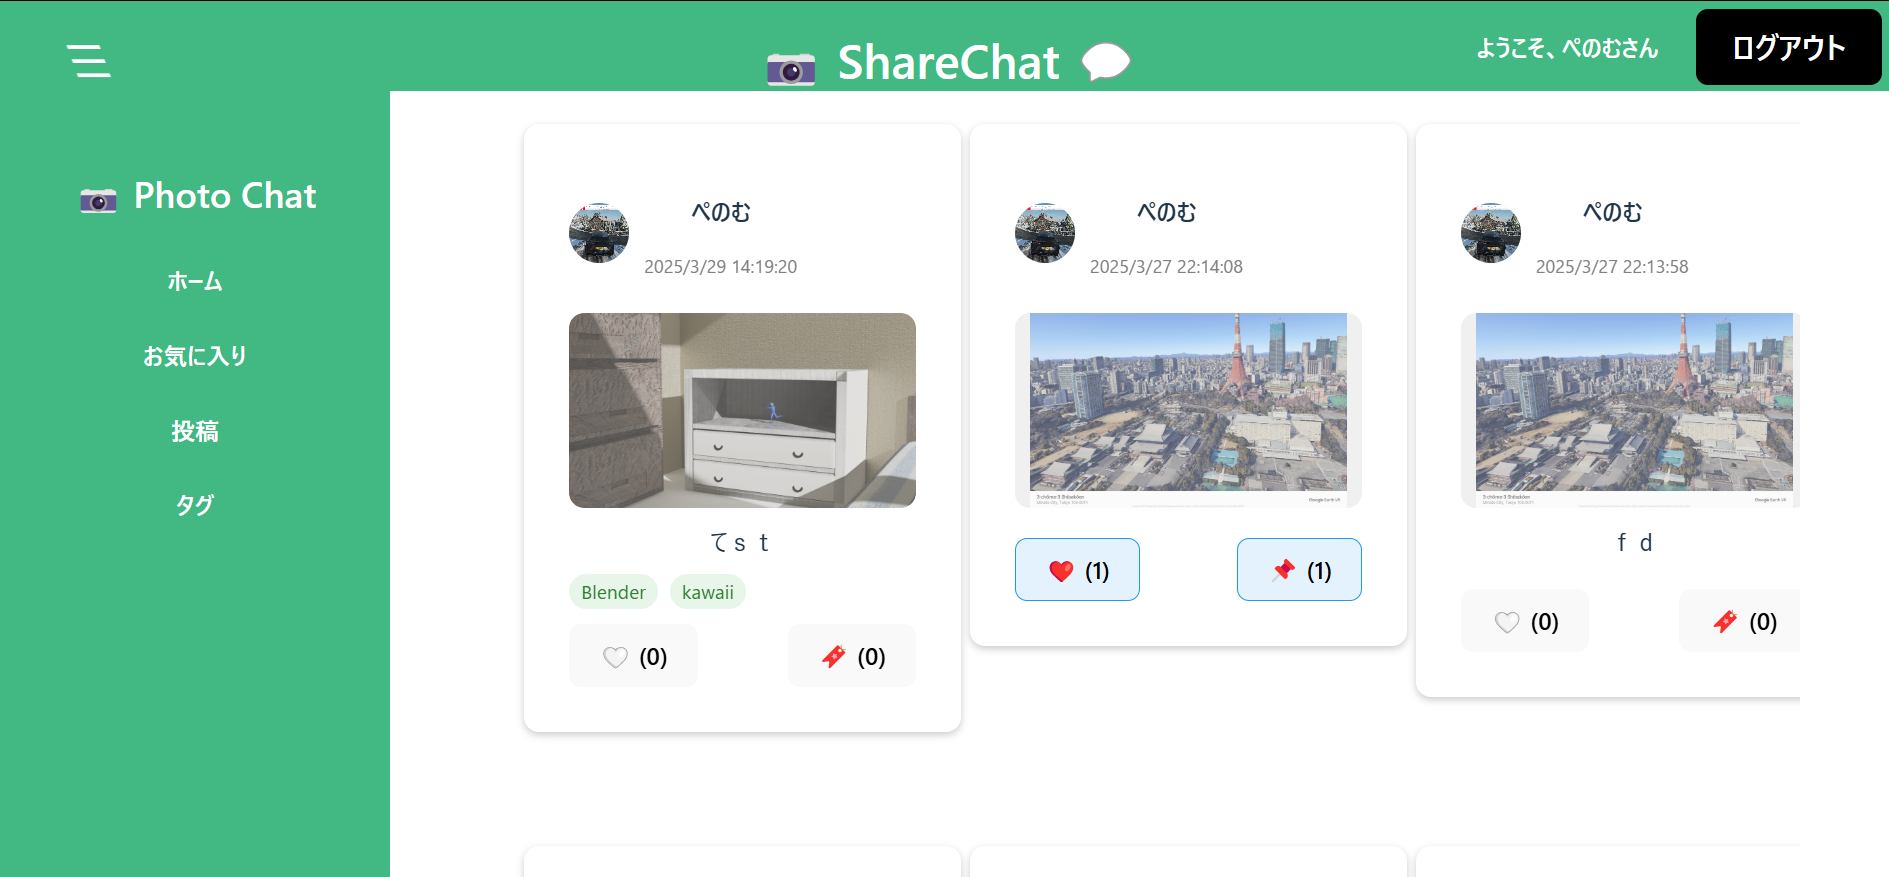 ShareChat
ようこそ、ぺのむさん
ログアウト
Photo Chat
ホーム
お気に入り
投稿
タグ
ぺのむ
2025/3/29 14:19:20
てｓｔ
Blender
kawaii
(0)
(0)
ぺのむ
2025/3/27 22:14:08
(1)
(1)
ぺのむ
2025/3/27 22:13:58
ｆｄ
(0)
(0)